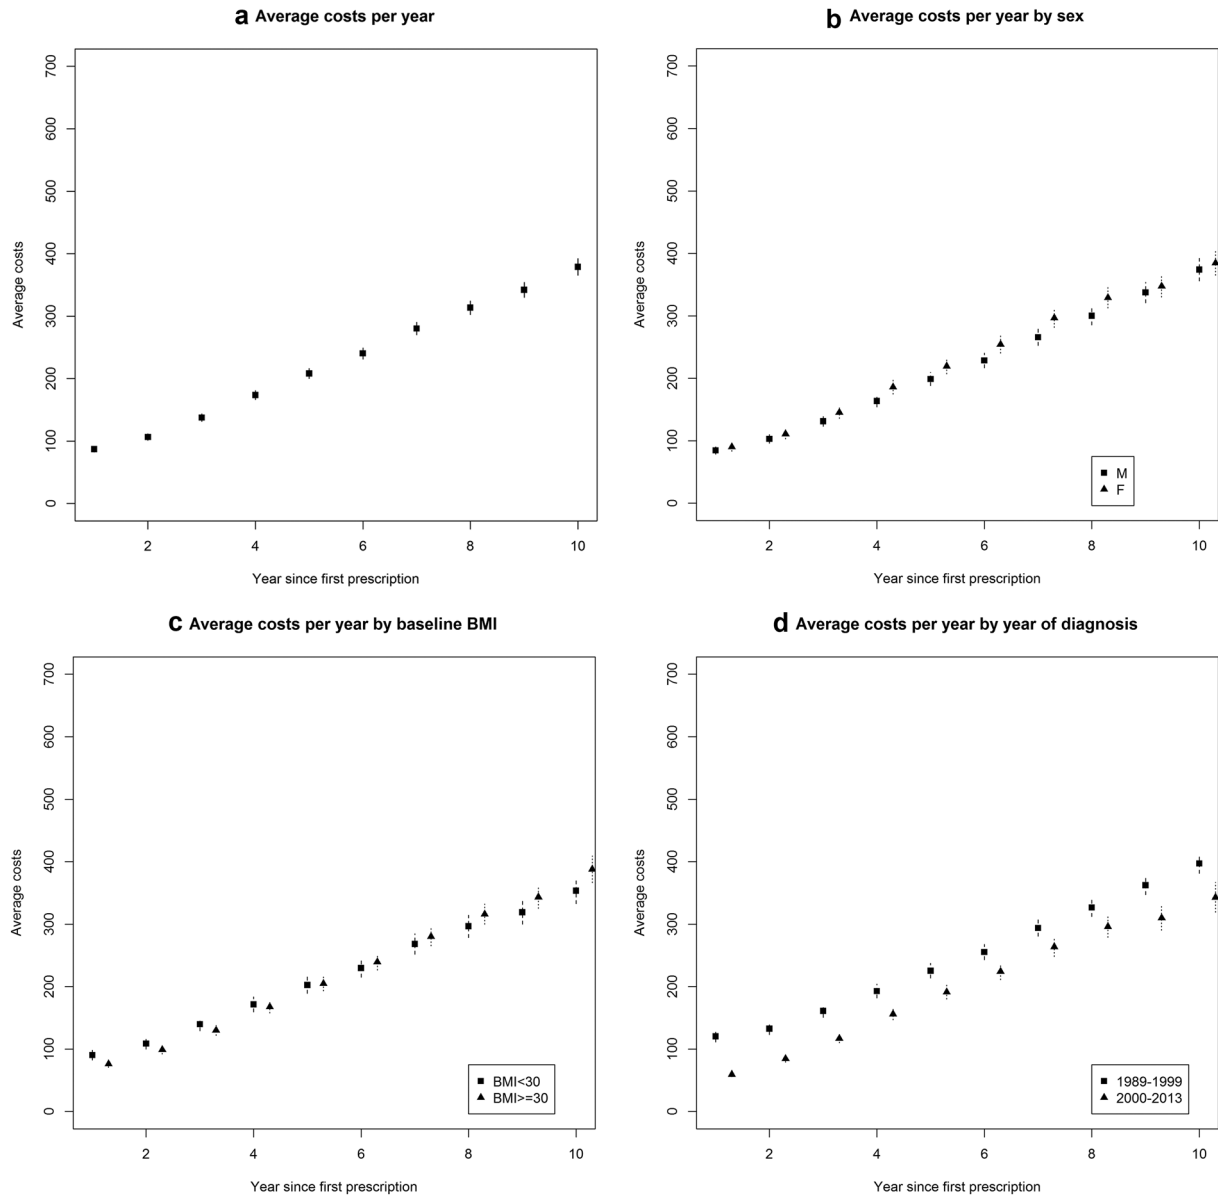 a Average costs per year
700
600
500
400
300
200
100
0
Average costs
2 4 6 8 10
Year since first prescription
b Average costs per year by sex
700
600
500
400
300
200
100
0
Average costs
M
F
2 4 6 8 10
Year since first prescription
c Average costs per year by baseline BMI
700
600
500
400
300
200
100
0
Average costs
BMI<30
BMI>=30
2 4 6 8 10
Year since first prescription
d Average costs per year by year of diagnosis
700
600
500
400
300
200
100
0
Average costs
1989-1999
2000-2013
2 4 6 8 10
Year since first prescription